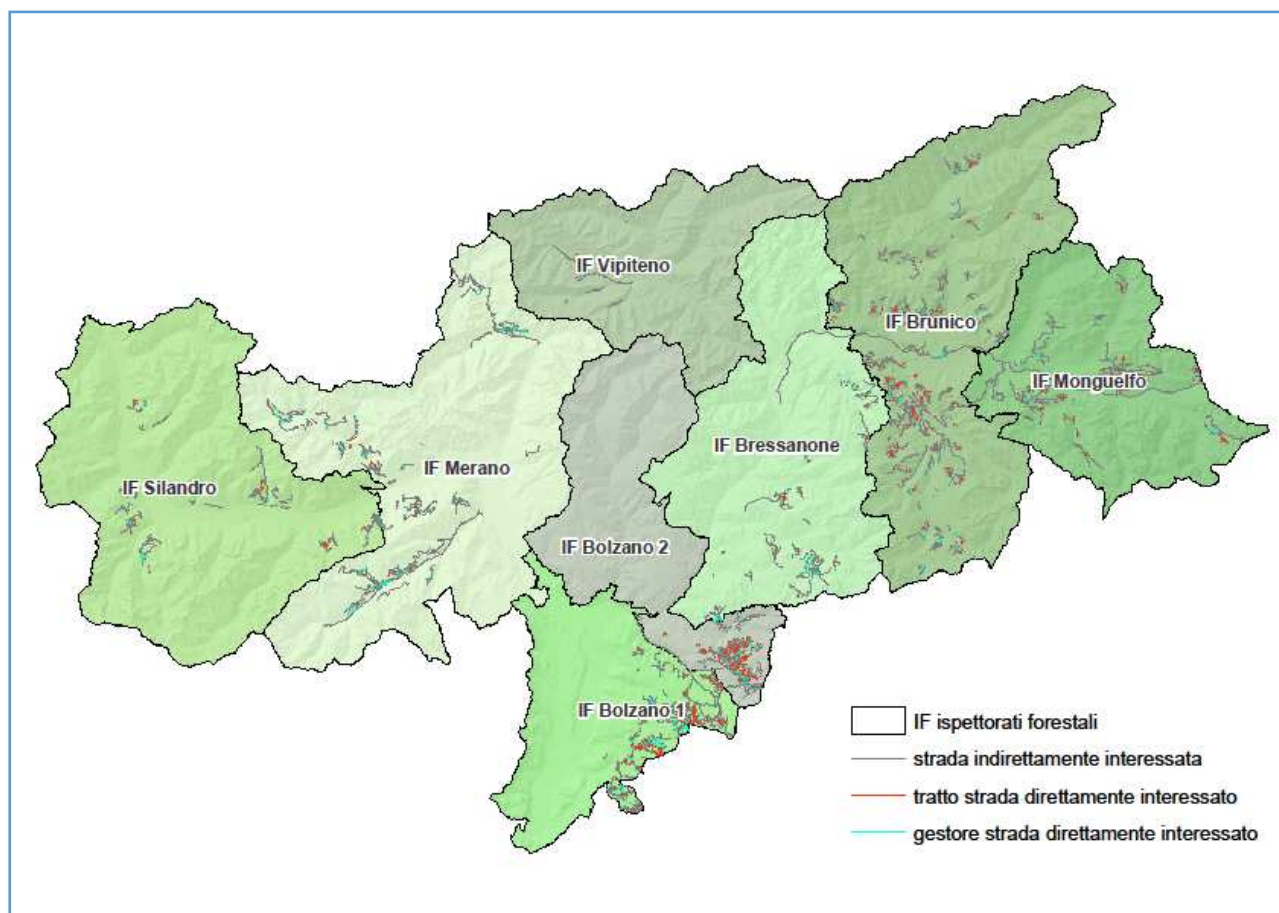 IF Vipiteno
IF Brunico
IF Monguelfo
IF Bressanone
IF Merano
IF Silandro
IF Bolzano 2
IF Bolzano 1
IF ispettorati forestali
strada indirettamente interessata
tratto strada direttamente interessato
gestore strada direttamente interessato